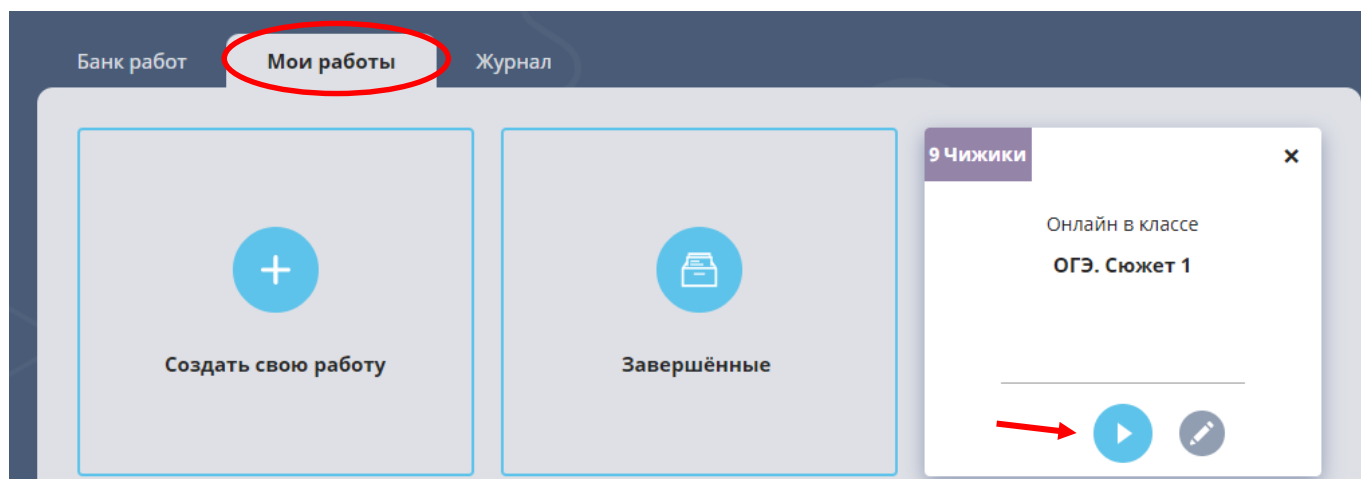 Банк работ
Мои работы
Журнал
Создать свою работу
Завершённые
9 Чижики
Онлайн в классе
ОГЭ. Сюжет 1